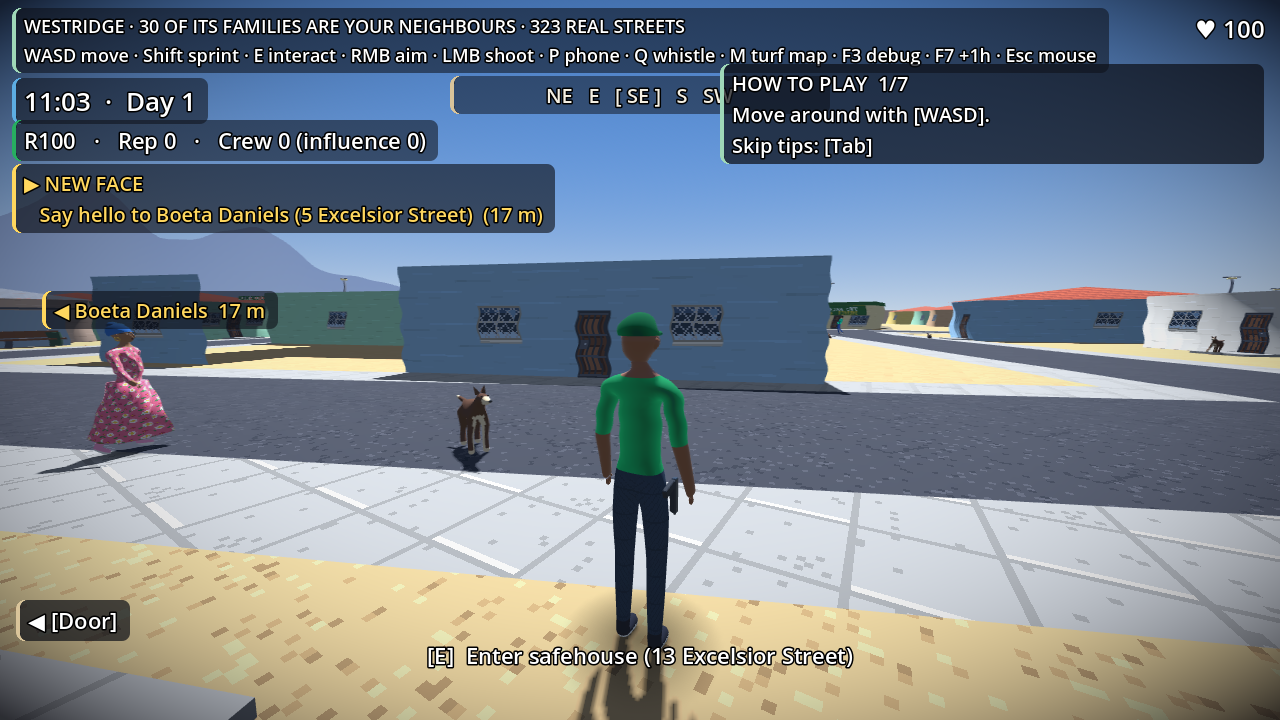 WESTRIDGE · 30 OF ITS FAMILIES ARE YOUR NEIGHBOURS · 323 REAL STREETS
WASD move · Shift sprint · E interact · RMB aim · LMB shoot · P phone · Q whistle · M turf map · F3 debug · F7 +1h · Esc mouse
♥ 100
11:03 · Day 1
NE E [ SE ] S SW
HOW TO PLAY 1/7
Move around with [WASD].
Skip tips: [Tab]
R100 · Rep 0 · Crew 0 (influence 0)
▶ NEW FACE
Say hello to Boeta Daniels (5 Excelsior Street) (17 m)
◀ Boeta Daniels 17 m
◀ [Door]
[E] Enter safehouse (13 Excelsior Street)